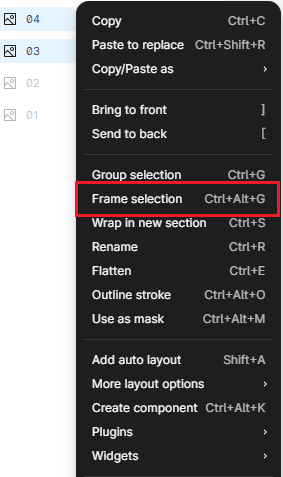 04
03
02
01
Copy Ctrl+C
Paste to replace Ctrl+Shift+R
Copy/Paste as ›
Bring to front ]
Send to back [
Group selection Ctrl+G
Frame selection Ctrl+Alt+G
Wrap in new section Ctrl+S
Rename Ctrl+R
Flatten Ctrl+E
Outline stroke Ctrl+Alt+O
Use as mask Ctrl+Alt+M
Add auto layout Shift+A
More layout options ›
Create component Ctrl+Alt+K
Plugins ›
Widgets ›